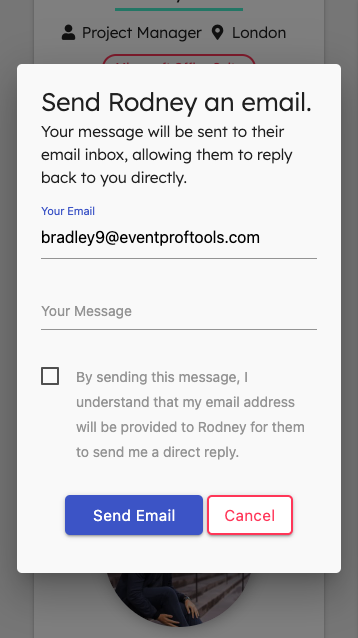 Project Manager London
Send Rodney an email.
Your message will be sent to their
email inbox, allowing them to reply
back to you directly.
Your Email
bradley9@eventproftools.com
Your Message
By sending this message, I
understand that my email address
will be provided to Rodney for them
to send me a direct reply.
Send Email Cancel